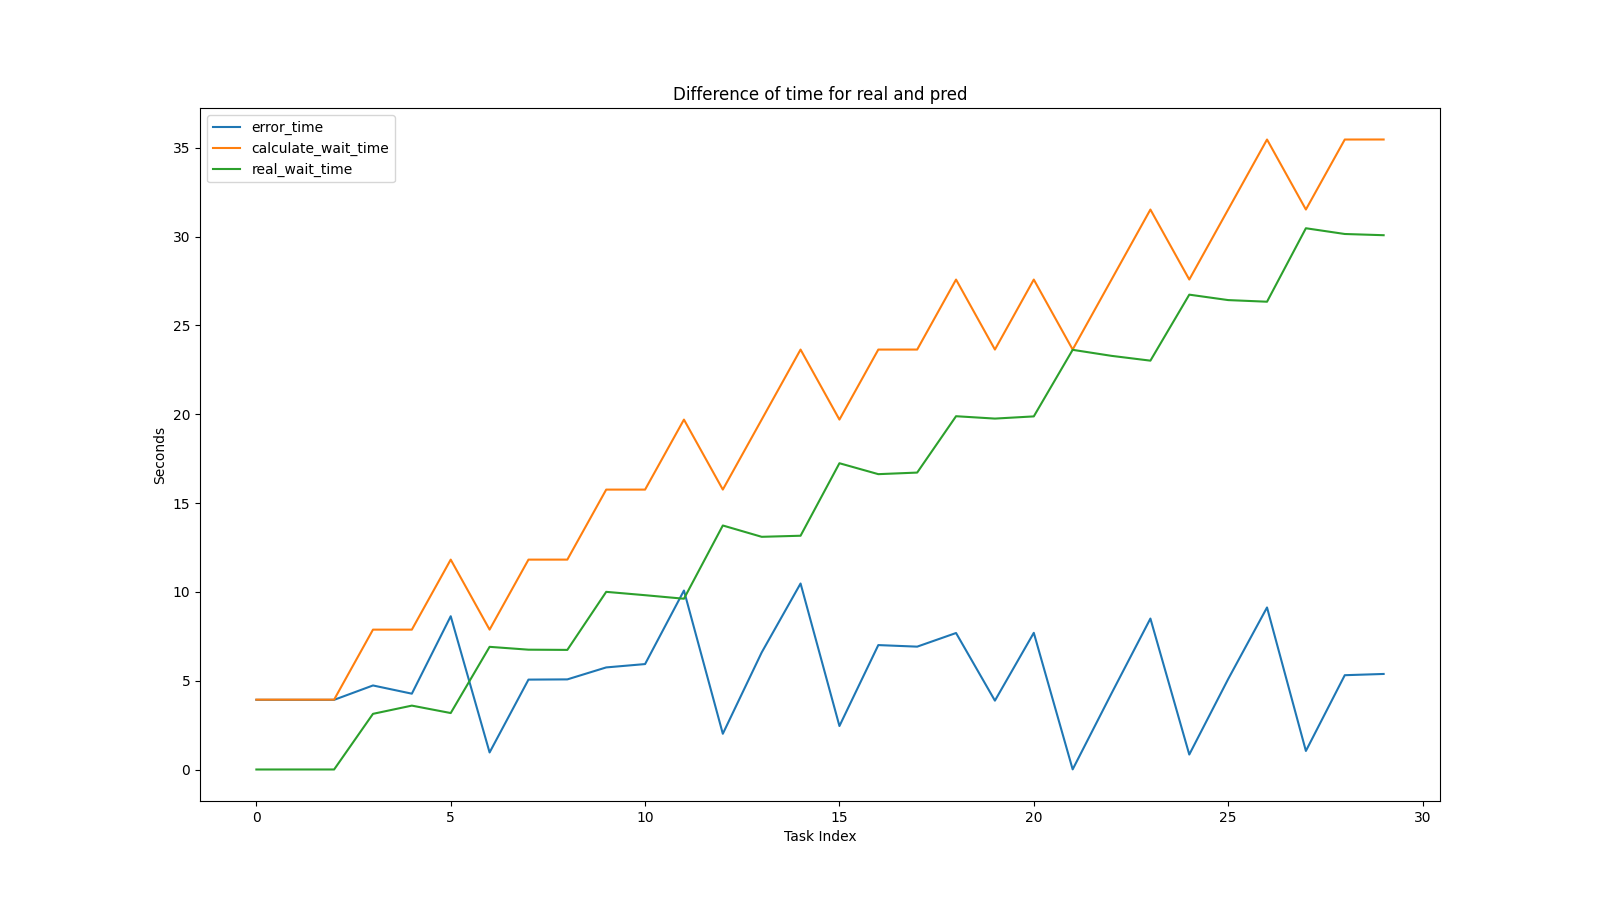 Difference of time for real and pred
error_time
calculate_wait_time
real_wait_time
35
30
25
20
15
10
5
0
Seconds
0 5 10 15 20 25 30
Task Index